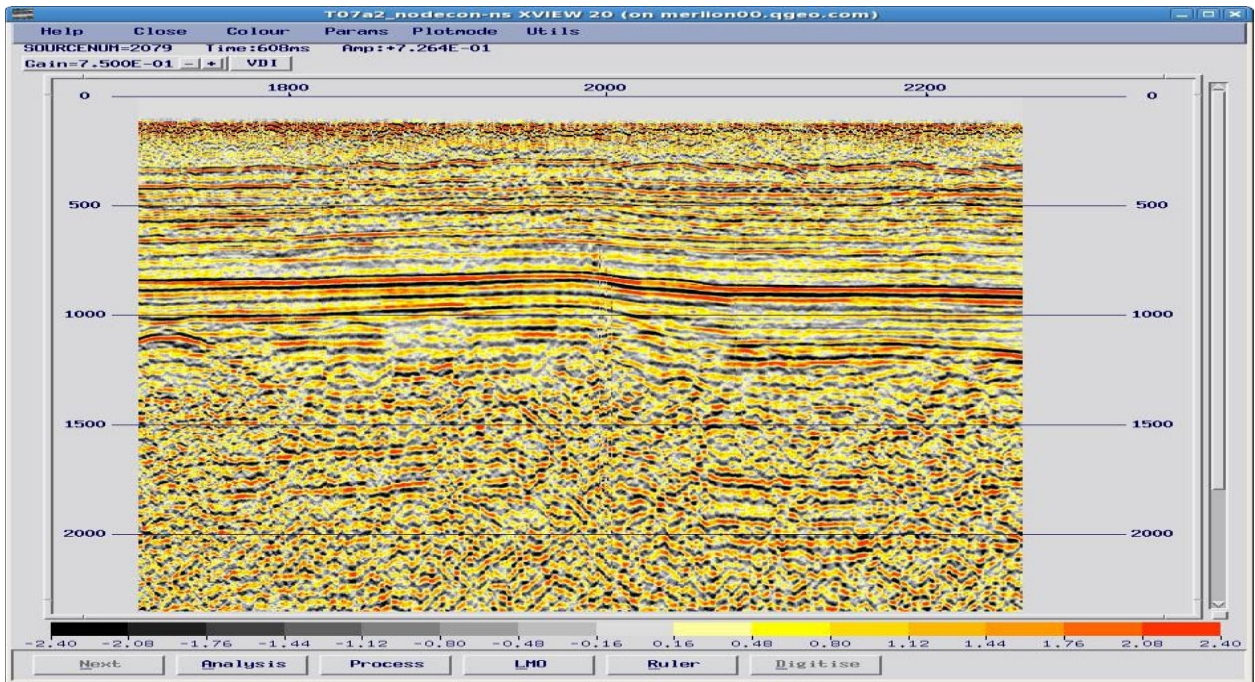 T07a2_nodecon-ns XVIEW 20 (on merlion00.qgeo.com)
Help Close Colour Params Plotmode Utils
SOURCENUM=2079 Time:608ms Amp:+7.264E-01
Gain=7.500E-01 - + VDI
1800 2000 2200
0 0
500 500
1000 1000
1500 1500
2000 2000
-2.40 -2.08 -1.76 -1.44 -1.12 -0.80 -0.48 -0.16 0.16 0.48 0.80 1.12 1.44 1.76 2.08 2.40
Next Analysis Process LMO Ruler Digitise